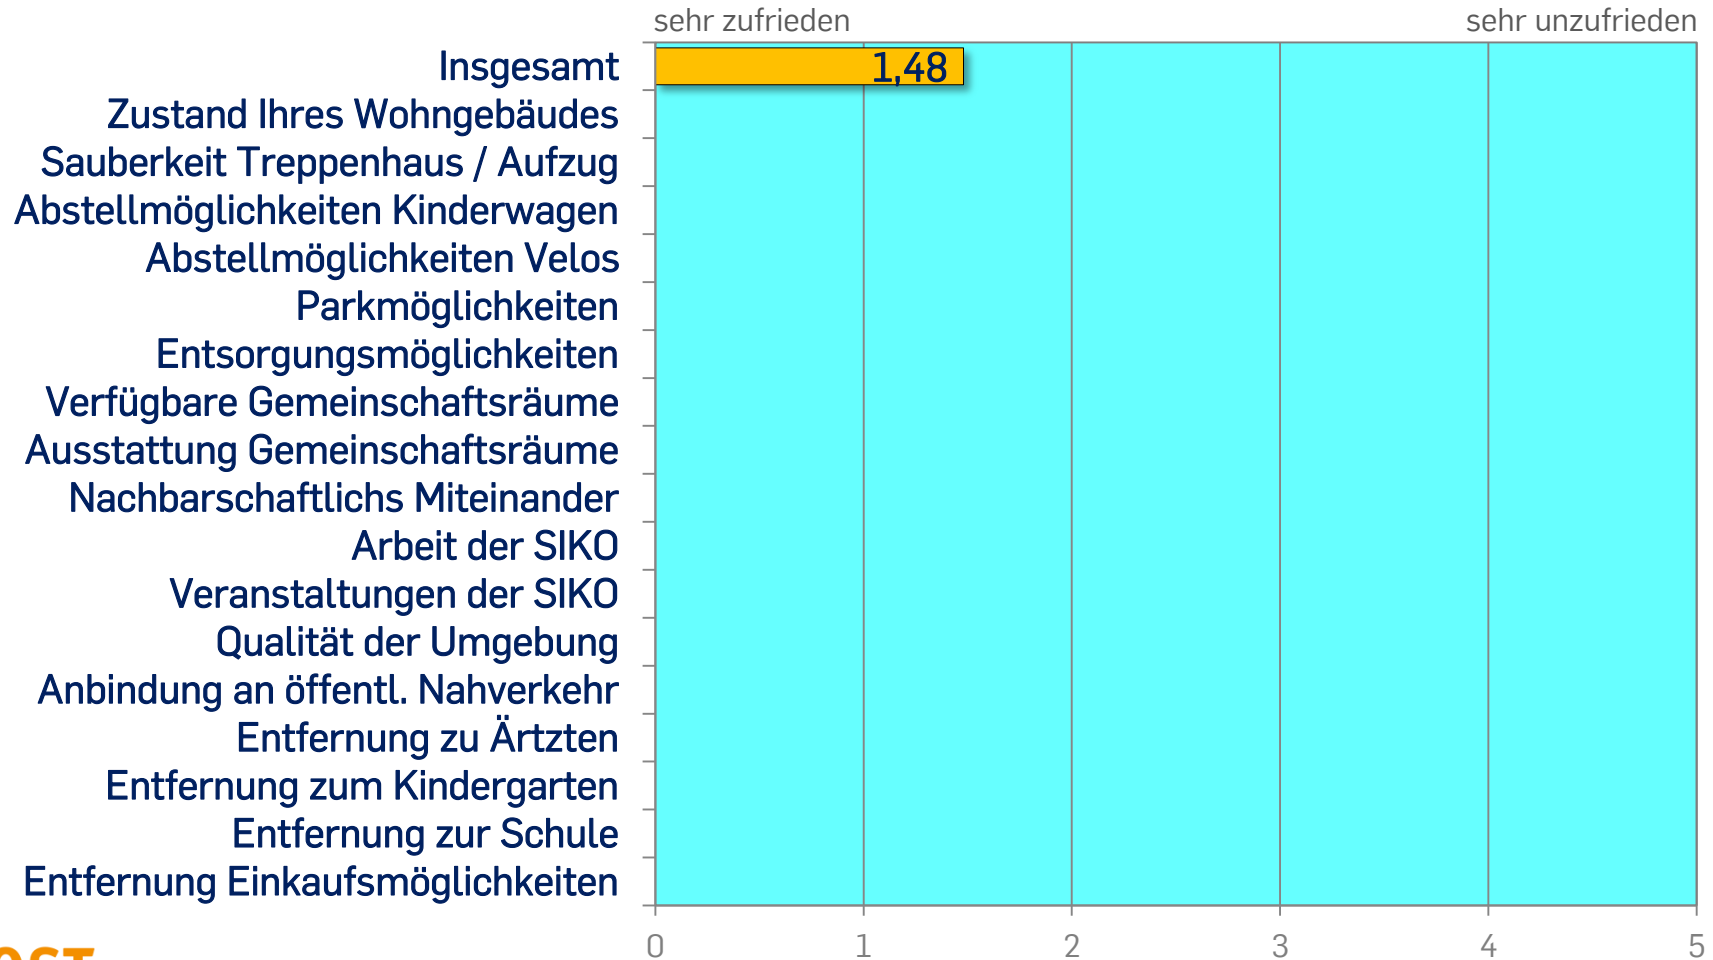 sehr zufrieden sehr unzufrieden
Insgesamt 1,48
Zustand Ihres Wohngebäudes
Sauberkeit Treppenhaus / Aufzug
Abstellmöglichkeiten Kinderwagen
Abstellmöglichkeiten Velos
Parkmöglichkeiten
Entsorgungsmöglichkeiten
Verfügbare Gemeinschaftsräume
Ausstattung Gemeinschaftsräume
Nachbarschaftlichs Miteinander
Arbeit der SIKO
Veranstaltungen der SIKO
Qualität der Umgebung
Anbindung an öffentl. Nahverkehr
Entfernung zu Ärtzten
Entfernung zum Kindergarten
Entfernung zur Schule
Entfernung Einkaufsmöglichkeiten
0 1 2 3 4 5